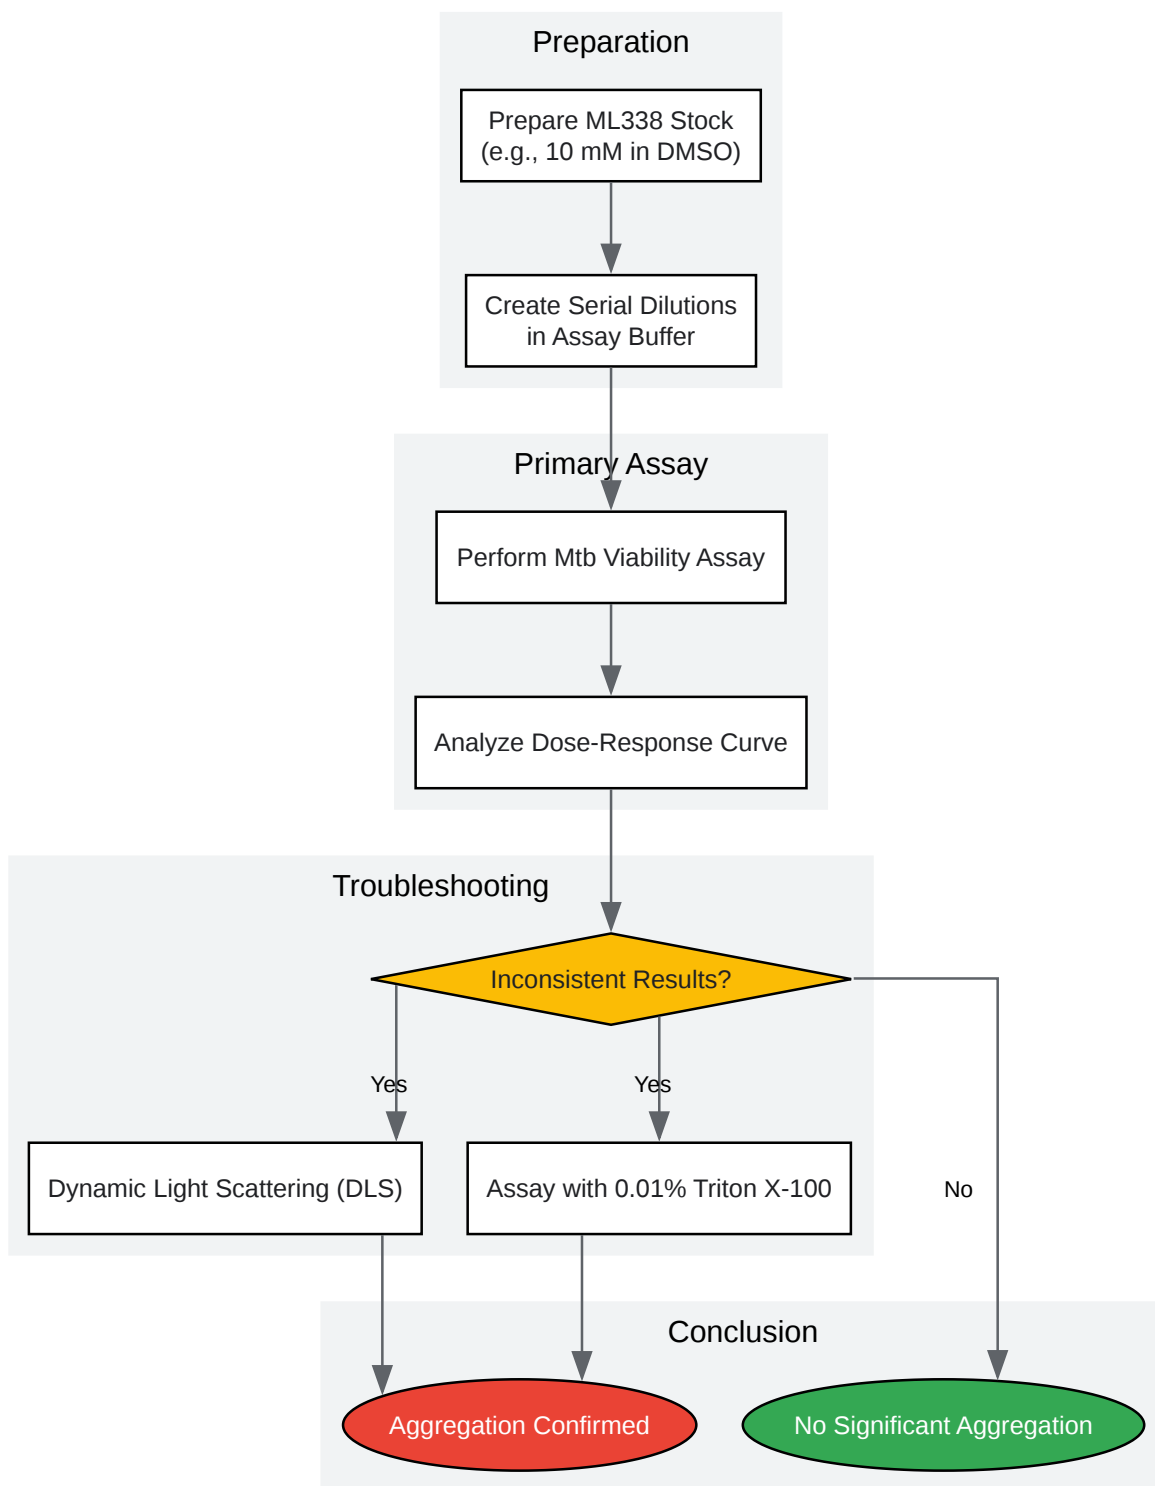 Preparation
Prepare ML338 Stock
(e.g., 10 mM in DMSO)
Create Serial Dilutions
in Assay Buffer
Primary Assay
Perform Mtb Viability Assay
Analyze Dose-Response Curve
Troubleshooting
Inconsistent Results?
Yes
Yes
Dynamic Light Scattering (DLS)
Assay with 0.01% Triton X-100
No
Conclusion
Aggregation Confirmed
No Significant Aggregation